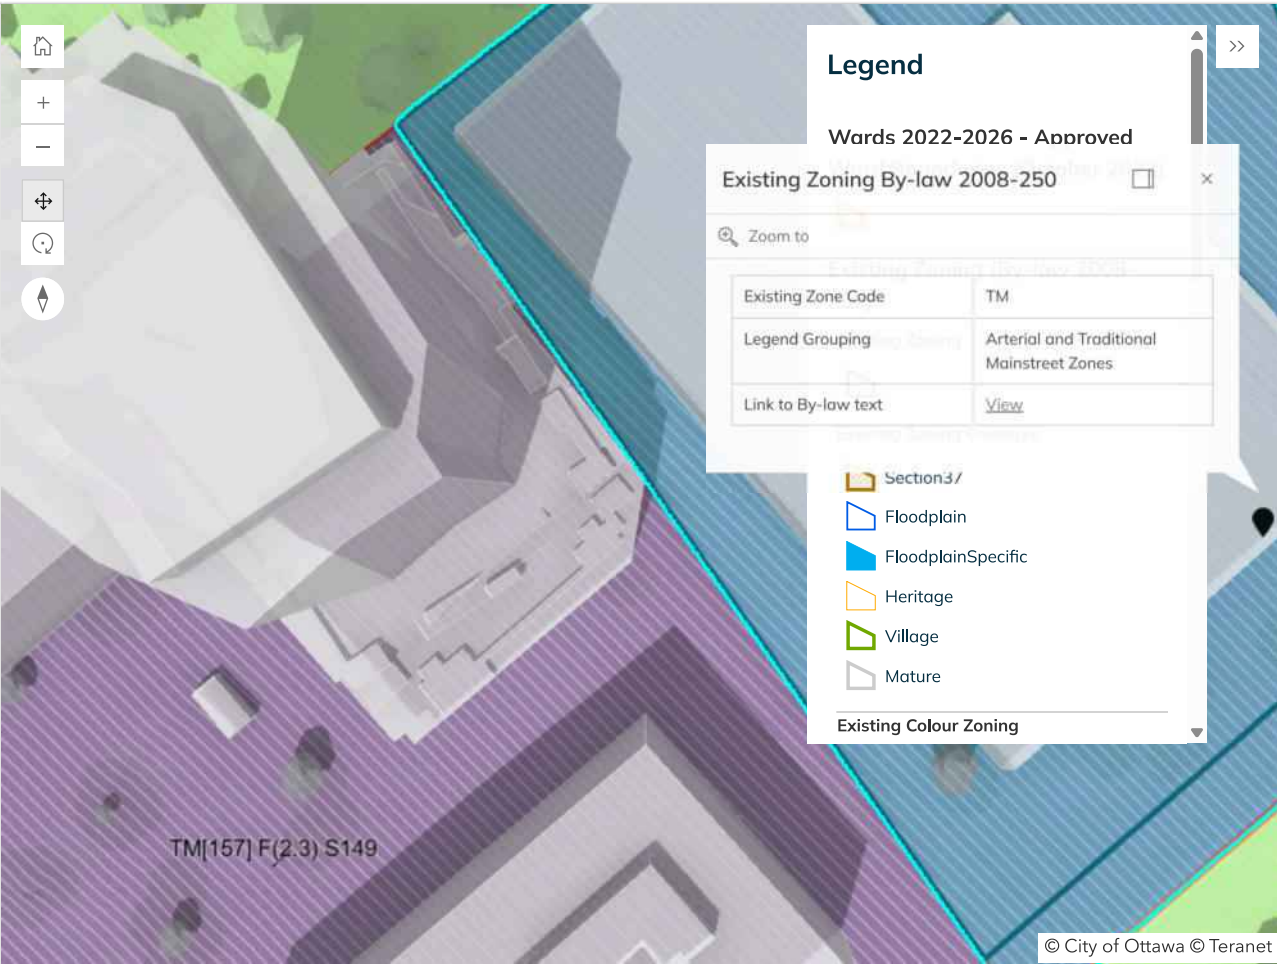 Legend
Wards 2022-2026 - Approved
Existing Zoning By-law 2008-250
Zoom to
Existing Zone Code TM
Legend Grouping Arterial and Traditional
Mainstreet Zones
Link to By-law text View
Section37
Floodplain
FloodplainSpecific
Heritage
Village
Mature
Existing Colour Zoning
TM[157] F(2.3) S149
© City of Ottawa © Teranet